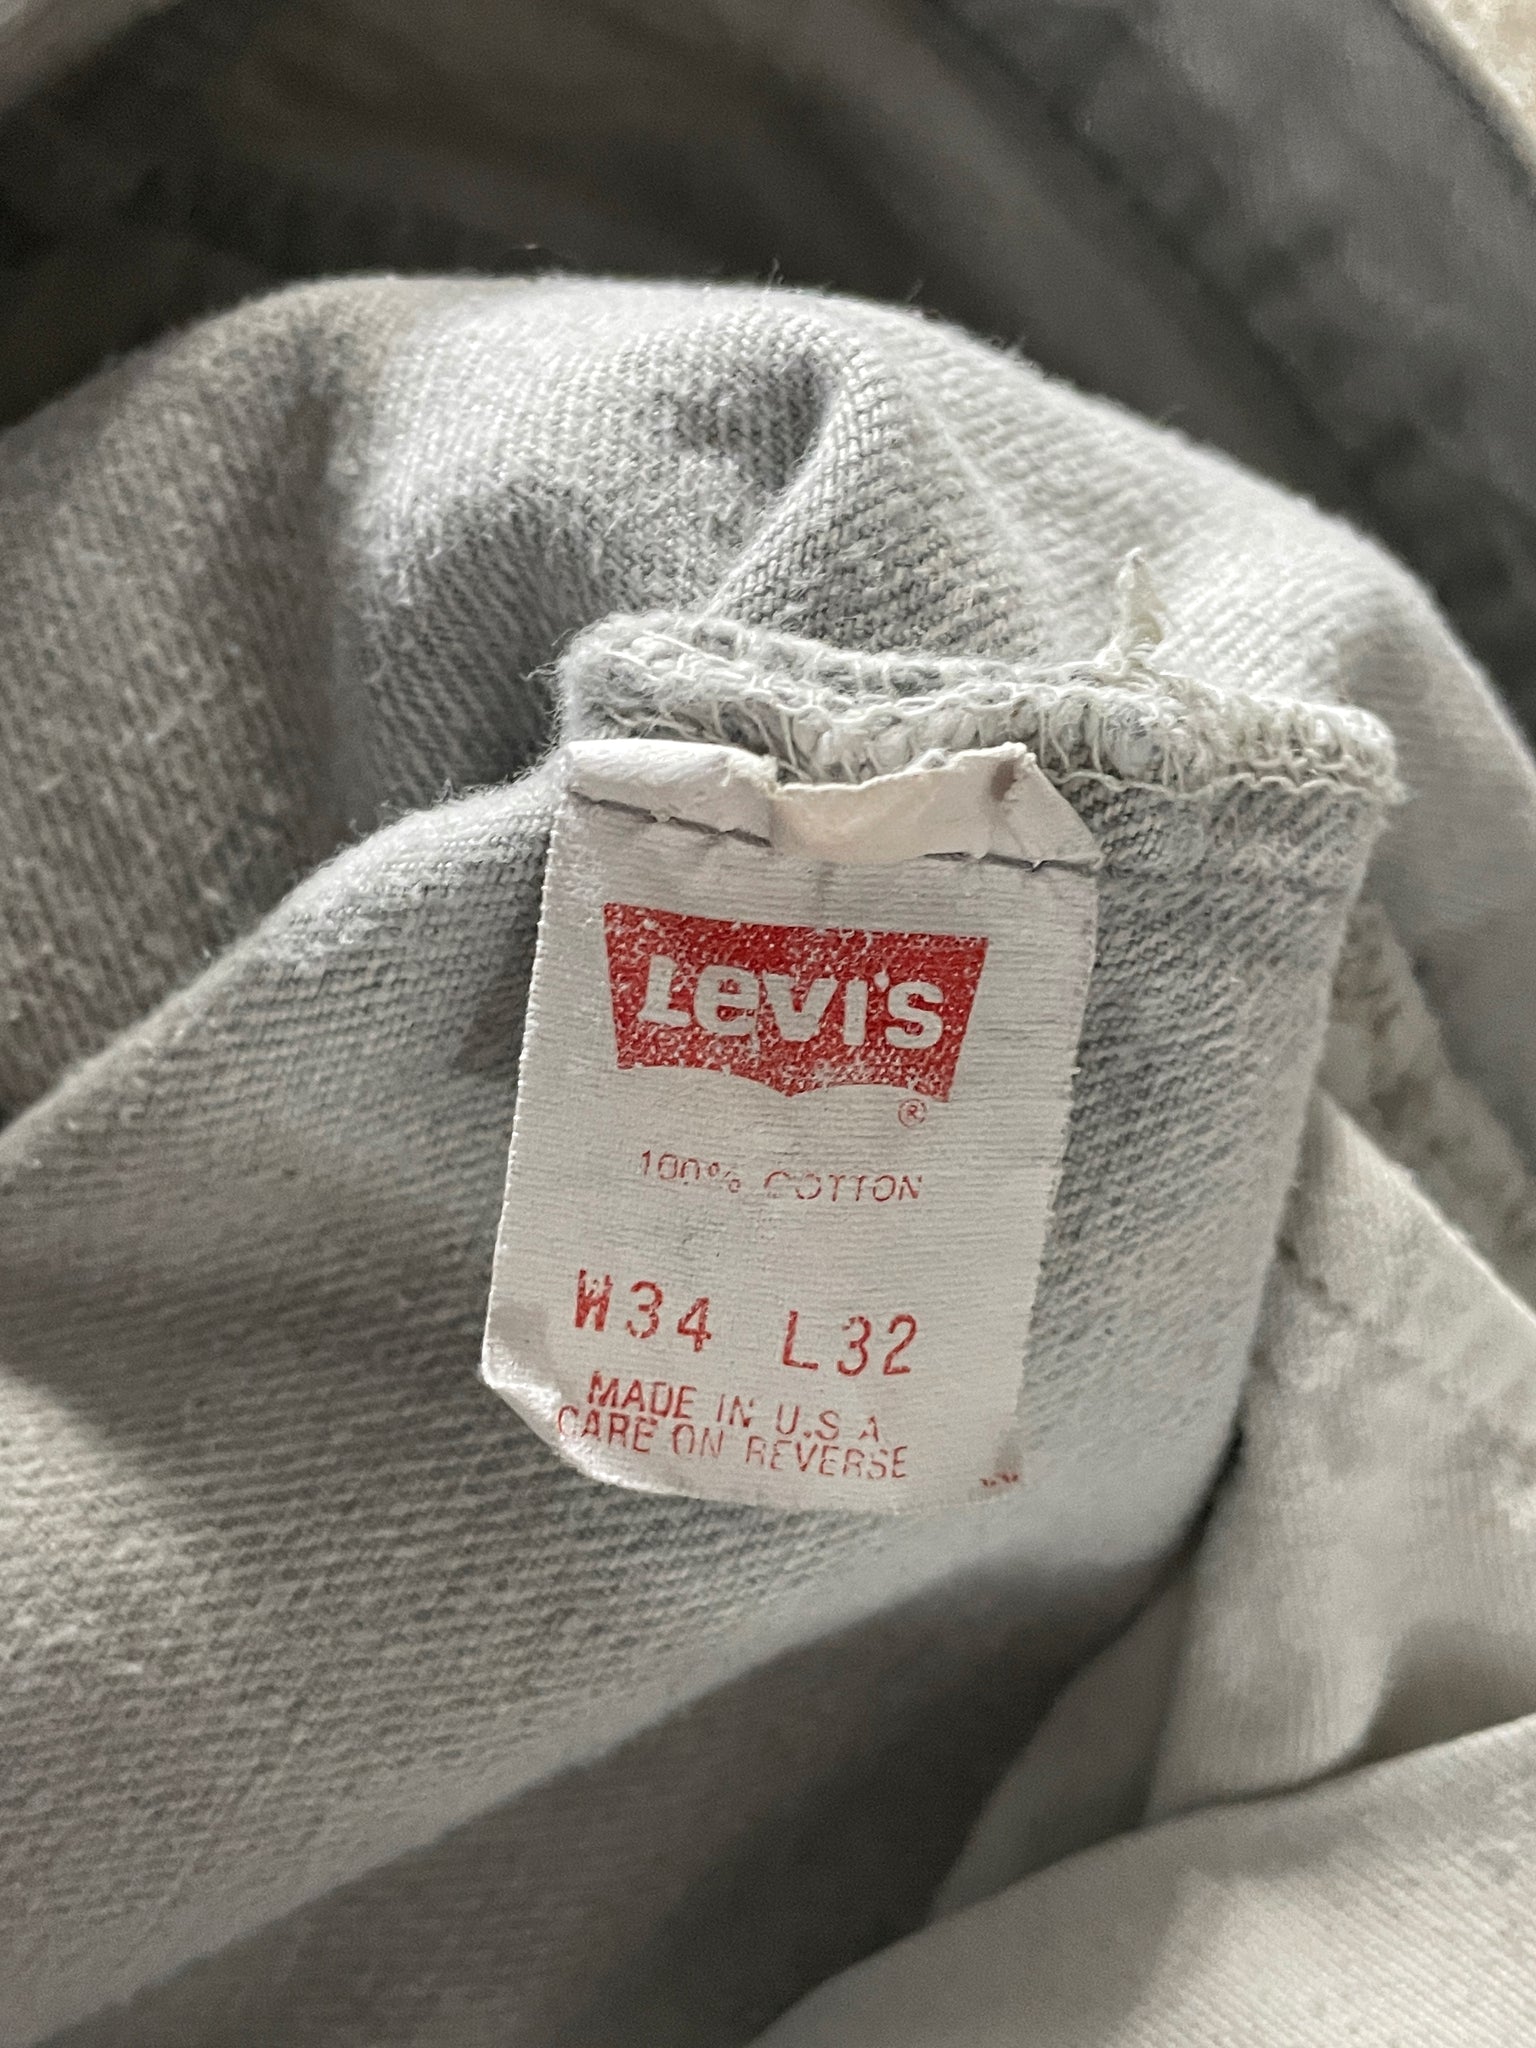 Levi's
®
100% COTTON
W34 L32
MADE IN U.S.A.
CARE ON REVERSE